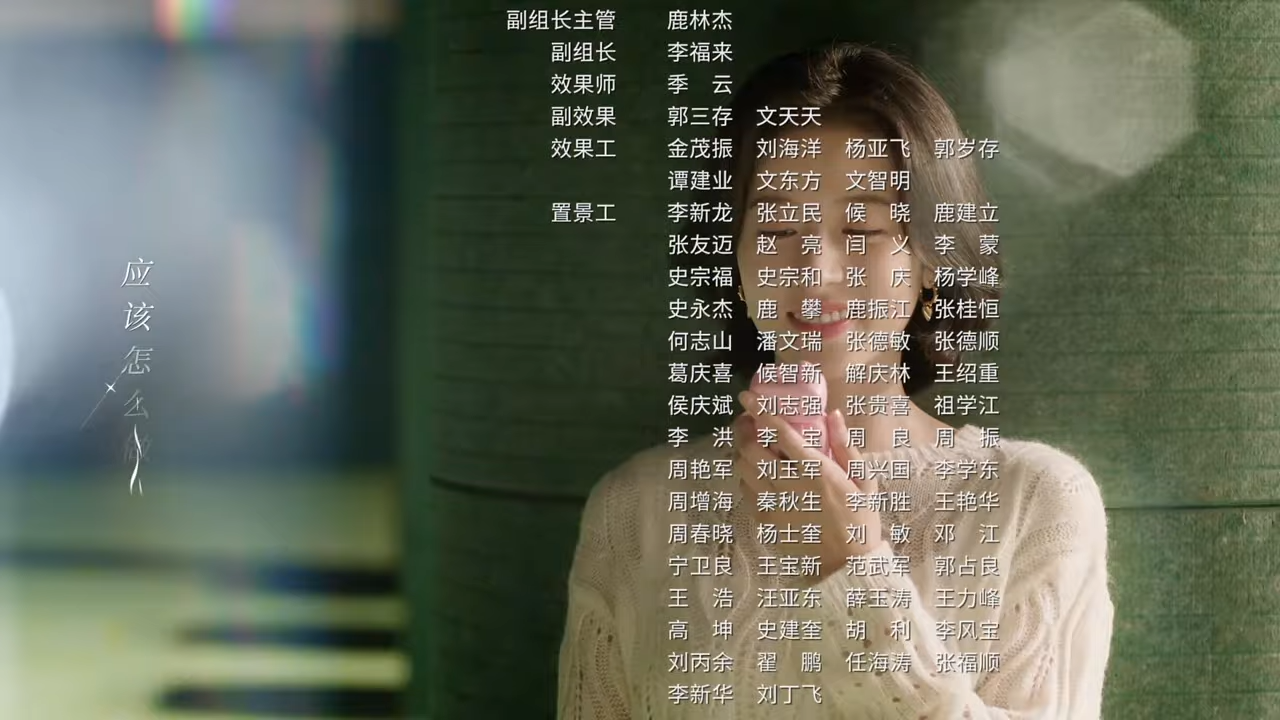 副组长主管 鹿林杰
副组长 李福来
效果师 季 云
副效果 郭三存 文天天
效果工 金茂振 刘海洋 杨亚飞 郭岁存
谭建业 文东方 文智明
置景工 李新龙 张立民 候 晓 鹿建立
张友迈 赵 亮 闫 义 李 蒙
史宗福 史宗和 张 庆 杨学峰
史永杰 鹿 攀 鹿振江 张桂恒
何志山 潘文瑞 张德敏 张德顺
葛庆喜 候智新 解庆林 王绍重
侯庆斌 刘志强 张贵喜 祖学江
李 洪 李 宝 周 良 周 振
周艳军 刘玉军 周兴国 李学东
周增海 秦秋生 李新胜 王艳华
周春晓 杨士奎 刘 敏 邓 江
宁卫良 王宝新 范武军 郭占良
王 浩 汪亚东 薛玉涛 王力峰
高 坤 史建奎 胡 利 李风宝
刘丙余 翟 鹏 任海涛 张福顺
李新华 刘丁飞
应该怎么